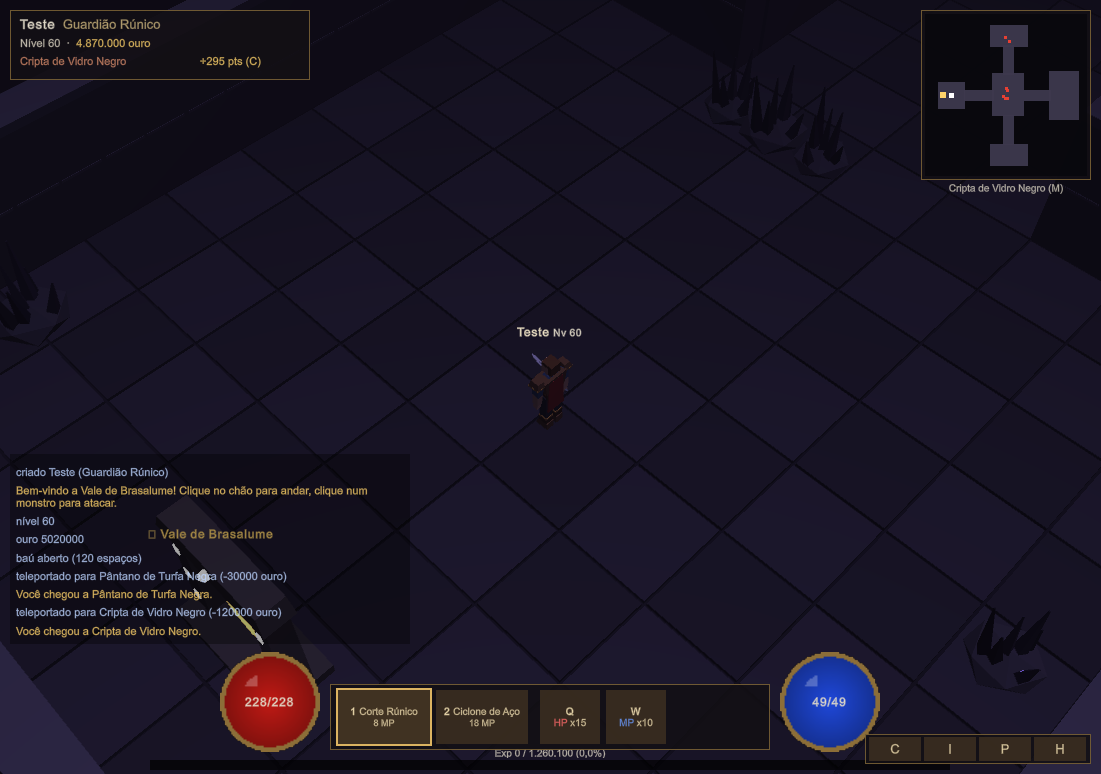 Teste Guardião Rúnico
Nível 60 · 4.870.000 ouro
Cripta de Vidro Negro +295 pts (C)
Cripta de Vidro Negro (M)
Teste Nv 60
criado Teste (Guardião Rúnico)
Bem-vindo a Vale de Brasalume! Clique no chão para andar, clique num
monstro para atacar.
nível 60
ouro 5020000
Vale de Brasalume
baú aberto (120 espaços)
teleportado para Pântano de Turfa Negra (-30000 ouro)
Você chegou a Pântano de Turfa Negra.
teleportado para Cripta de Vidro Negro (-120000 ouro)
Você chegou a Cripta de Vidro Negro.
228/228
1 Corte Rúnico
8 MP
2 Ciclone de Aço
18 MP
Q
HP x15
W
MP x10
49/49
Exp 0 / 1.260.100 (0,0%)
C I P H